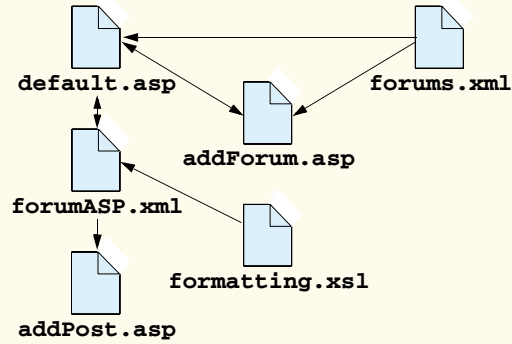 default.asp
forums.xml
addForum.asp
forumASP.xml
formatting.xsl
addPost.asp